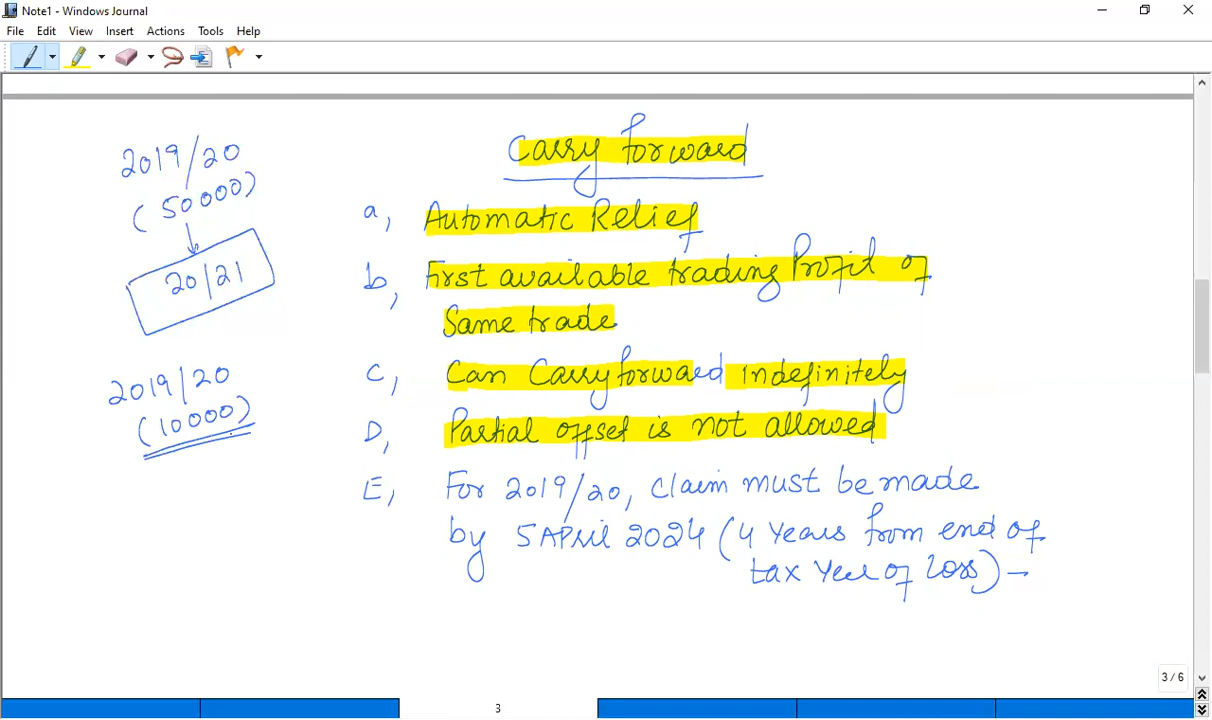 Note1 - Windows Journal
File Edit View Insert Actions Tools Help
Carry forward
2019/20
(50000)
20/21
2019/20
(10000)
a, Automatic Relief
b, First available trading Profit of
Same trade
C, Can Carryforward indefinitely
D, Partial offset is not allowed
E, For 2019/20, Claim must be made
by 5 April 2024 (4 Years from end of
tax Year of Loss) -
3 / 6
3